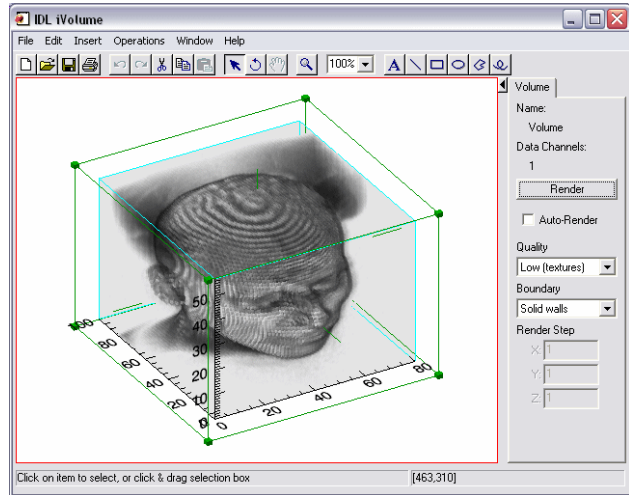 IDL iVolume
File Edit Insert Operations Window Help
100% A
Volume
Name:
Volume
Data Channels:
1
Render
Auto-Render
Quality
Low (textures)
Boundary
Solid walls
Render Step
X: 1
Y: 1
Z: 1
50
40
30
20
10
0
100
80
60
40
20
0
0
20
40
60
80
Click on item to select, or click & drag selection box
[463,310]